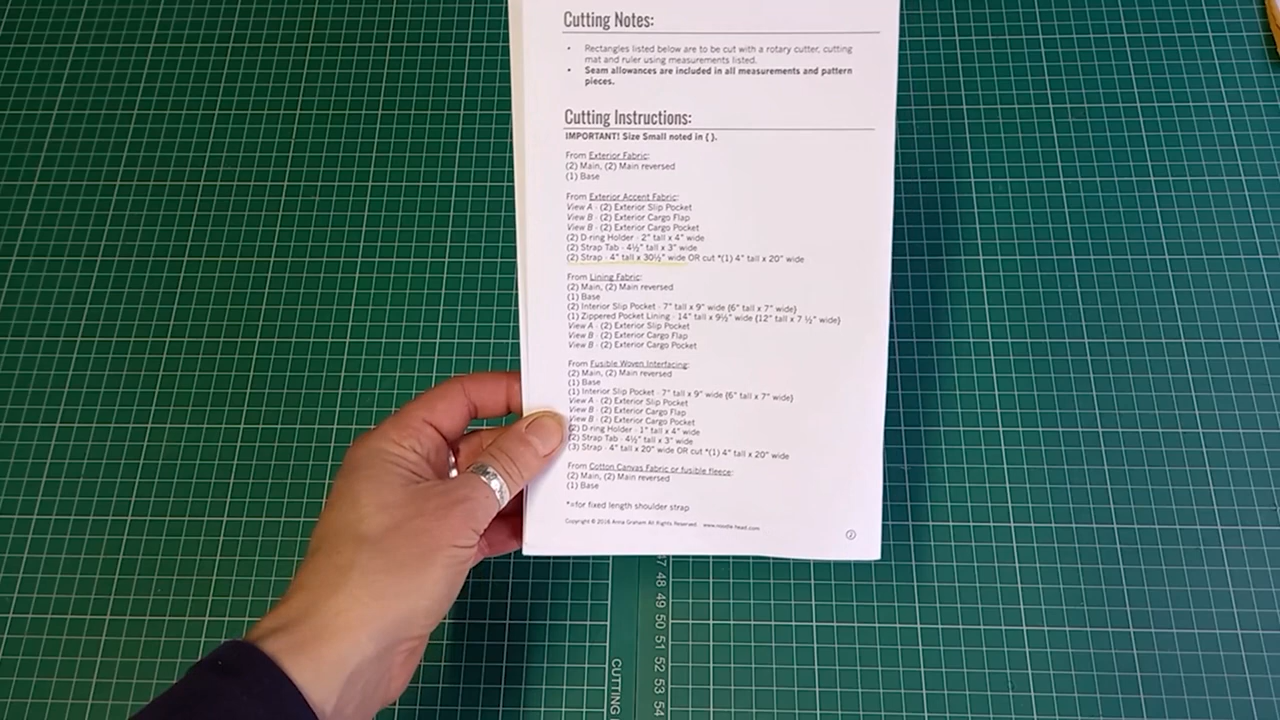 Cutting Notes:
• Rectangles listed below are to be cut with a rotary cutter, cutting
mat and ruler using measurements listed.
• Seam allowances are included in all measurements and pattern
pieces.
Cutting Instructions:
IMPORTANT! Size Small noted in { }.
From Exterior Fabric:
(2) Main, (2) Main reversed
(1) Base
From Exterior Accent Fabric:
View A - (2) Exterior Slip Pocket
View B - (2) Exterior Cargo Flap
View B - (2) Exterior Cargo Pocket
(2) D-ring Holder - 2" tall x 4" wide
(2) Strap Tab - 4½" tall x 3" wide
(2) Strap - 4" tall x 30½" wide OR cut *(1) 4" tall x 20" wide
From Lining Fabric:
(2) Main, (2) Main reversed
(1) Base
(2) Interior Slip Pocket - 7" tall x 9" wide {6" tall x 7" wide}
(1) Zippered Pocket Lining - 14" tall x 9½" wide {12" tall x 7 ½" wide}
View A - (2) Exterior Slip Pocket
View B - (2) Exterior Cargo Flap
View B - (2) Exterior Cargo Pocket
From Fusible Woven Interfacing:
(2) Main, (2) Main reversed
(1) Base
(1) Interior Slip Pocket - 7" tall x 9" wide {6" tall x 7" wide}
View A - (2) Exterior Slip Pocket
View B - (2) Exterior Cargo Flap
View B - (2) Exterior Cargo Pocket
(2) D-ring Holder - 1" tall x 4" wide
(2) Strap Tab - 4½" tall x 3" wide
(3) Strap - 4" tall x 20" wide OR cut *(1) 4" tall x 20" wide
From Cotton Canvas Fabric or fusible fleece:
(2) Main, (2) Main reversed
(1) Base
*=for fixed length shoulder strap
Copyright © 2016 Anna Graham All Rights Reserved www.noodle-head.com
2
47 48 49 50 51 52 53 54
CUTTING